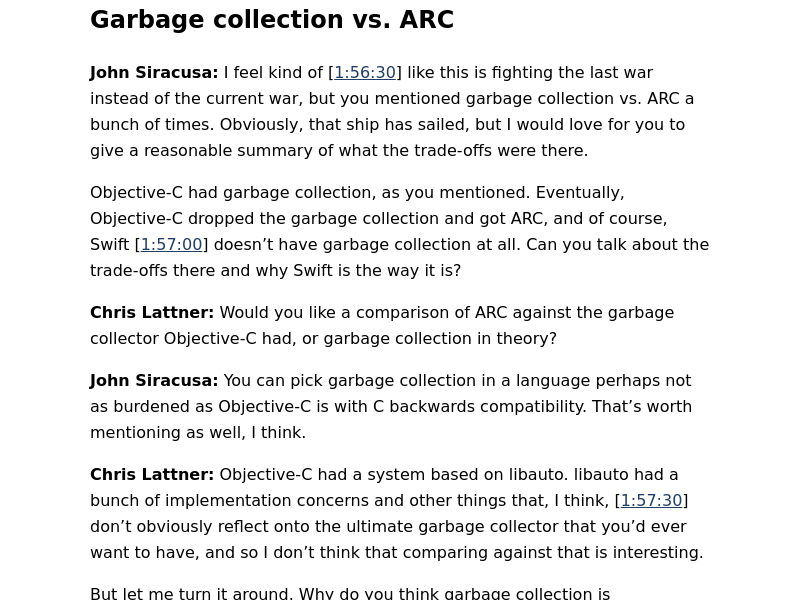 Garbage collection vs. ARC
John Siracusa: I feel kind of [1:56:30] like this is fighting the last war
instead of the current war, but you mentioned garbage collection vs. ARC a
bunch of times. Obviously, that ship has sailed, but I would love for you to
give a reasonable summary of what the trade-offs were there.
Objective-C had garbage collection, as you mentioned. Eventually,
Objective-C dropped the garbage collection and got ARC, and of course,
Swift [1:57:00] doesn’t have garbage collection at all. Can you talk about the
trade-offs there and why Swift is the way it is?
Chris Lattner: Would you like a comparison of ARC against the garbage
collector Objective-C had, or garbage collection in theory?
John Siracusa: You can pick garbage collection in a language perhaps not
as burdened as Objective-C is with C backwards compatibility. That’s worth
mentioning as well, I think.
Chris Lattner: Objective-C had a system based on libauto. libauto had a
bunch of implementation concerns and other things that, I think, [1:57:30]
don’t obviously reflect onto the ultimate garbage collector that you’d ever
want to have, and so I don’t think that comparing against that is interesting.
But let me turn it around. Why do you think garbage collection is